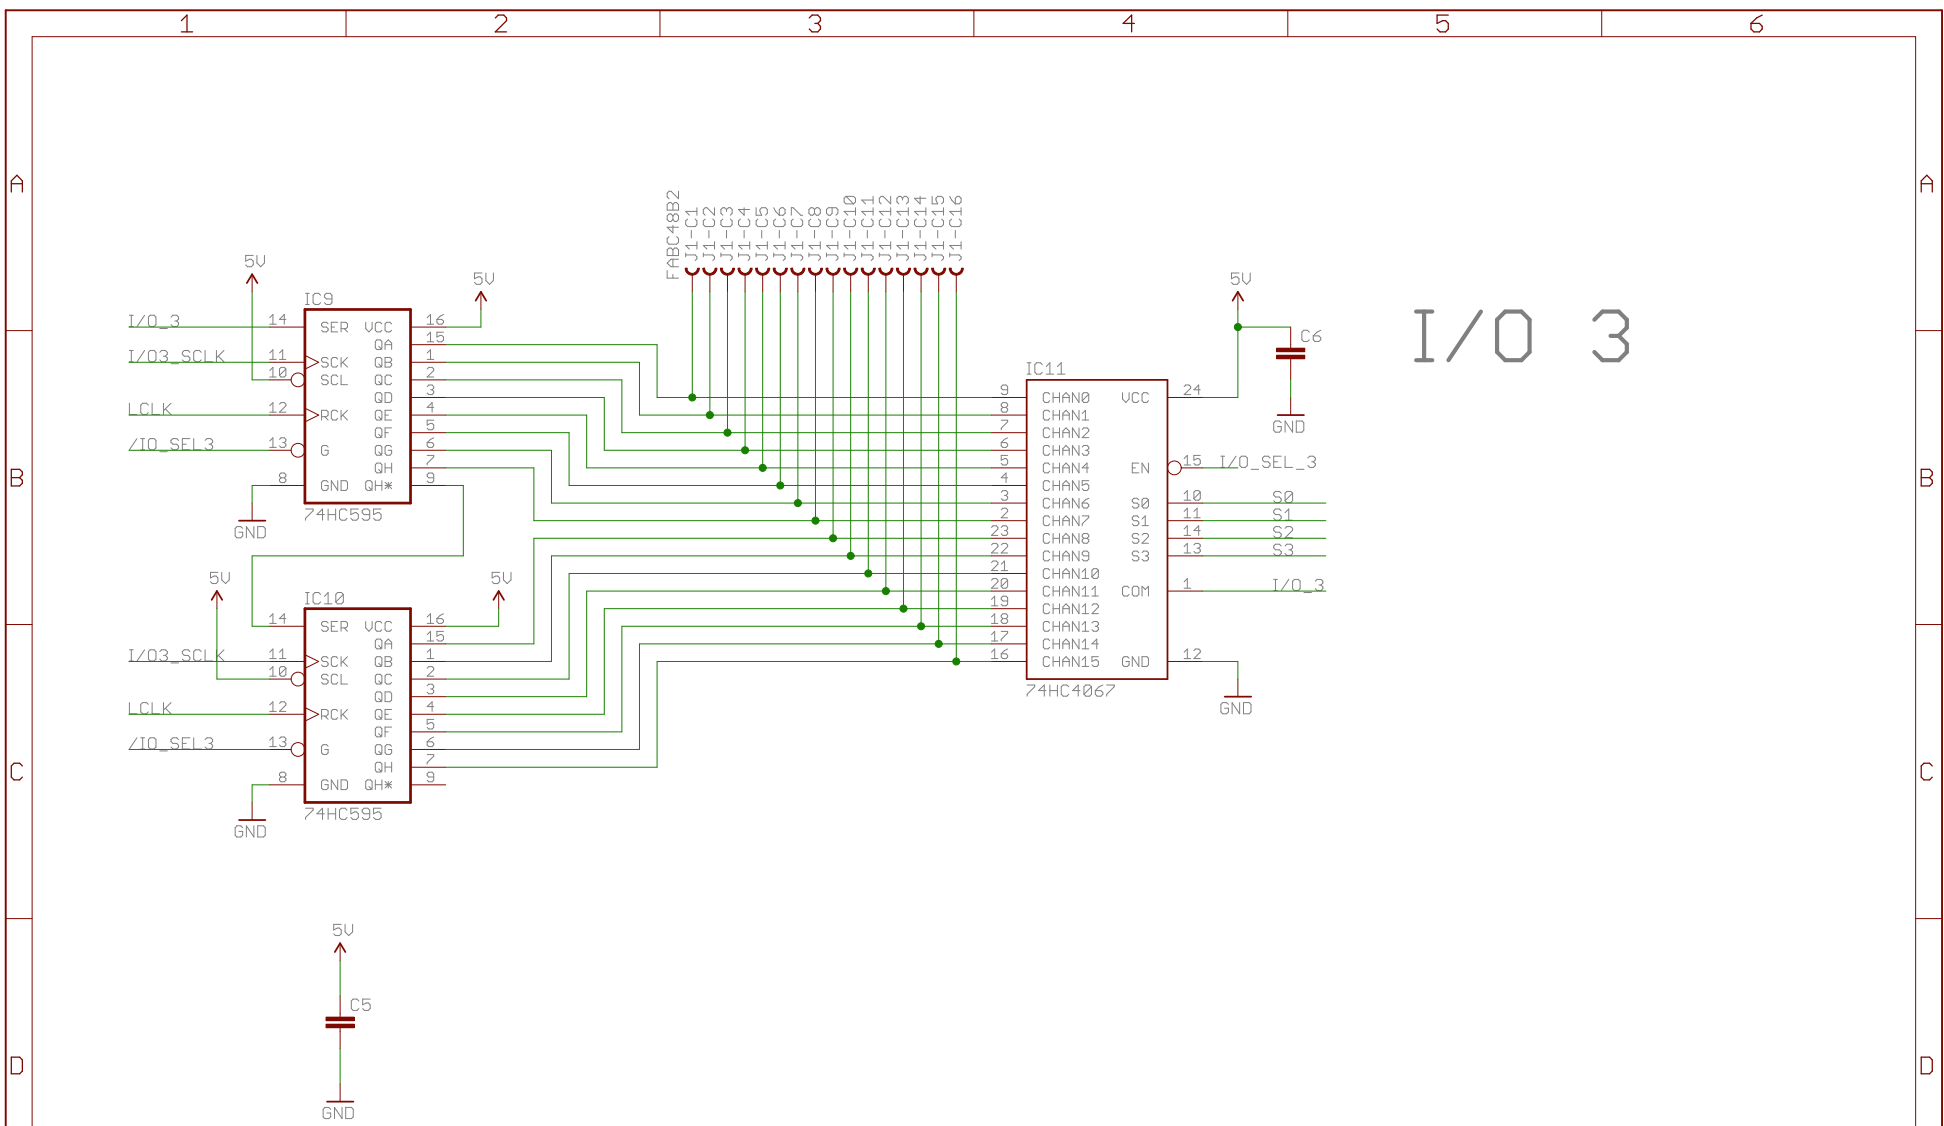 1 2 3 4 5 6
A A
B B
C C
D D
I/O 3
FABC48B2
J1-C1
J1-C2
J1-C3
J1-C4
J1-C5
J1-C6
J1-C7
J1-C8
J1-C9
J1-C10
J1-C11
J1-C12
J1-C13
J1-C14
J1-C15
J1-C16
5V
5V
IC9
I/O_3 14 SER VCC 16
QA 15
I/O3_SCLK 11 SCK QB 1
10 SCL QC 2
QD 3
LCLK 12 RCK QE 4
QF 5
/IO_SEL3 13 G QG 6
QH 7
8 GND QH* 9
74HC595
GND
5V
5V
IC10
14 SER VCC 16
QA 15
I/O3_SCLK 11 SCK QB 1
10 SCL QC 2
QD 3
LCLK 12 RCK QE 4
QF 5
/IO_SEL3 13 G QG 6
QH 7
8 GND QH* 9
74HC595
GND
5V
C6
GND
IC11
9 CHAN0 VCC 24
8 CHAN1
7 CHAN2
6 CHAN3
5 CHAN4 EN 15 I/O_SEL_3
4 CHAN5
3 CHAN6 S0 10 S0
2 CHAN7 S1 11 S1
23 CHAN8 S2 14 S2
22 CHAN9 S3 13 S3
21 CHAN10
20 CHAN11 COM 1 I/O_3
19 CHAN12
18 CHAN13
17 CHAN14
16 CHAN15 GND 12
74HC4067
GND
5V
C5
GND